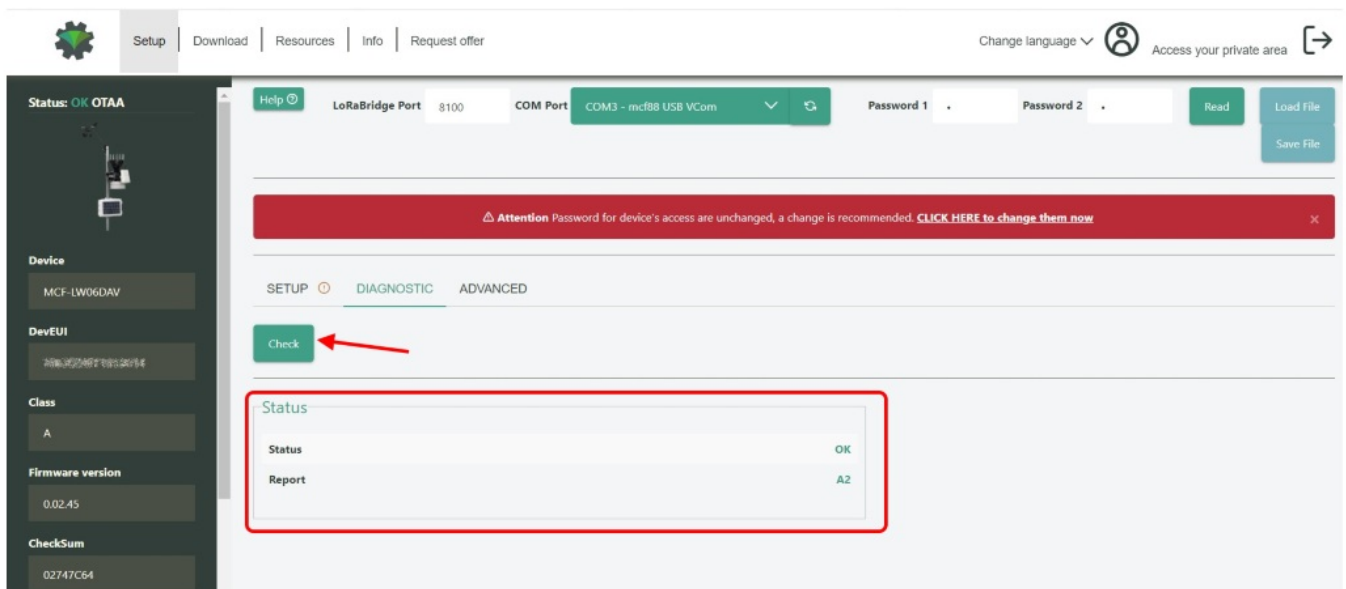 Setup Download Resources Info Request offer Change language Access your private area
Status: OK OTAA
Help LoRaBridge Port 8100 COM Port COM3 - mcf88 USB VCom Password 1 Password 2 Read Load File
Save File
Attention Password for device's access are unchanged, a change is recommended. CLICK HERE to change them now ×
Device
MCF-LW06DAV
SETUP DIAGNOSTIC ADVANCED
DevEUI
Check
Class
A
Status
Status OK
Firmware version
Report A2
0.02.45
CheckSum
02747C64